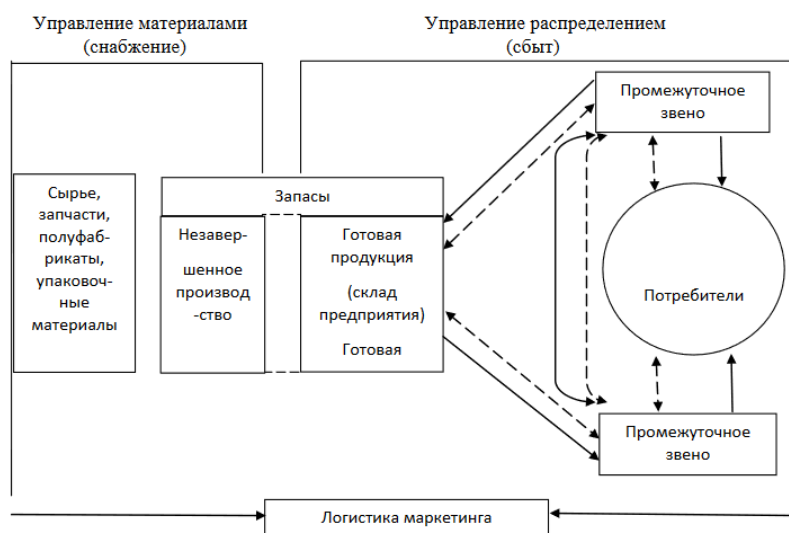 Управление материалами
(снабжение)
Управление распределением
(сбыт)
Промежуточное
звено
Сырье,
запчасти,
полуфаб-
рикаты,
упаковоч-
ные
материалы
Запасы
Незавер-
шенное
производ
-ство
Готовая
продукция
(склад
предприятия)
Готовая
Потребители
Промежуточное
звено
Логистика маркетинга